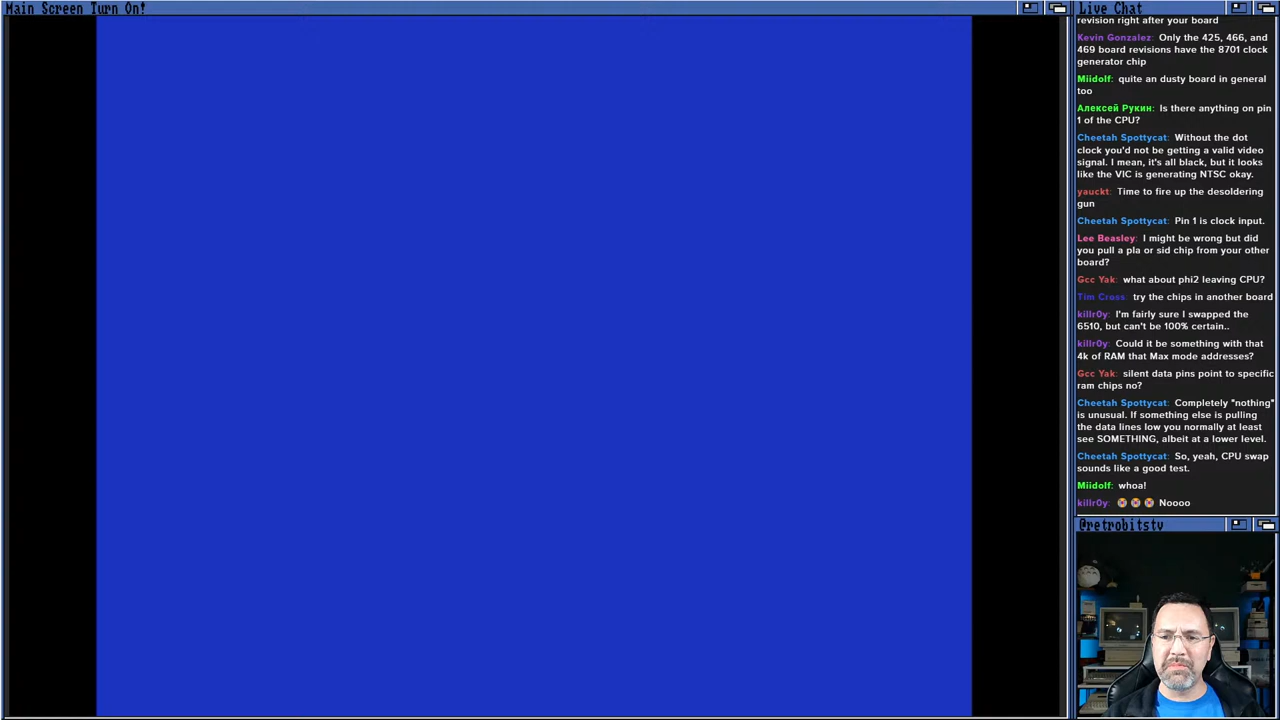 Main Screen Turn On!
Live Chat
revision right after your board
Kevin Gonzalez: Only the 425, 466, and
469 board revisions have the 8701 clock
generator chip
Miidolf: quite an dusty board in general
too
Алексей Рукин: Is there anything on pin
1 of the CPU?
Cheetah Spottycat: Without the dot
clock you'd not be getting a valid video
signal. I mean, it's all black, but it looks
like the VIC is generating NTSC okay.
yauckt: Time to fire up the desoldering
gun
Cheetah Spottycat: Pin 1 is clock input.
Lee Beasley: I might be wrong but did
you pull a pla or sid chip from your other
board?
Gcc Yak: what about phi2 leaving CPU?
Tim Cross: try the chips in another board
killr0y: I'm fairly sure I swapped the
6510, but can't be 100% certain..
killr0y: Could it be something with that
4k of RAM that Max mode addresses?
Gcc Yak: silent data pins point to specific
ram chips no?
Cheetah Spottycat: Completely "nothing"
is unusual. If something else is pulling
the data lines low you normally at least
see SOMETHING, albeit at a lower level.
Cheetah Spottycat: So, yeah, CPU swap
sounds like a good test.
Miidolf: whoa!
killr0y: Noooo
@retrobitstv